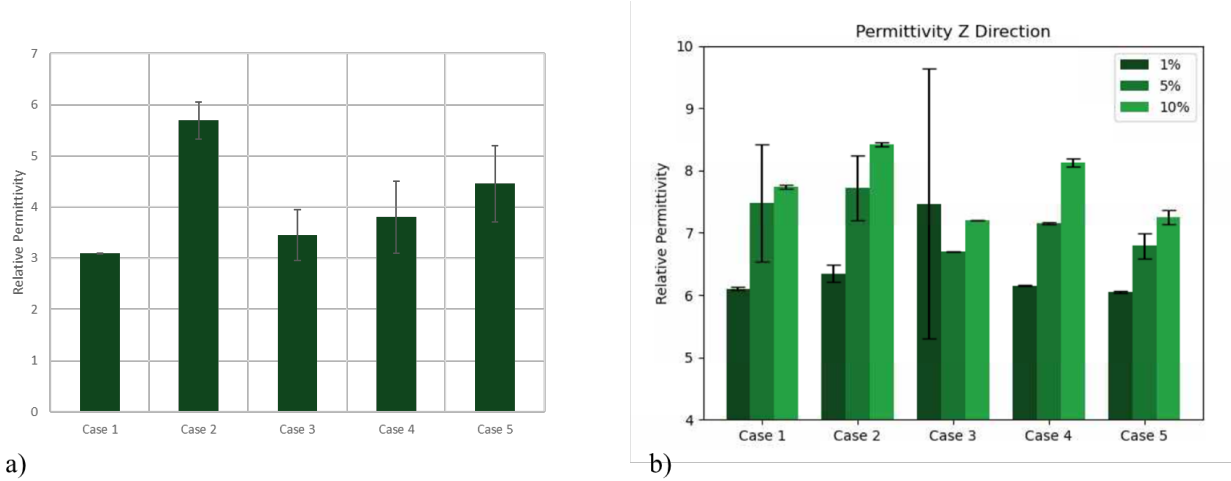 7
6
5
4
3
2
1
0
Relative Permittivity
Case 1 Case 2 Case 3 Case 4 Case 5
a)
Permittivity Z Direction
10
9
8
7
6
5
4
Relative Permittivity
1%
5%
10%
Case 1 Case 2 Case 3 Case 4 Case 5
b)